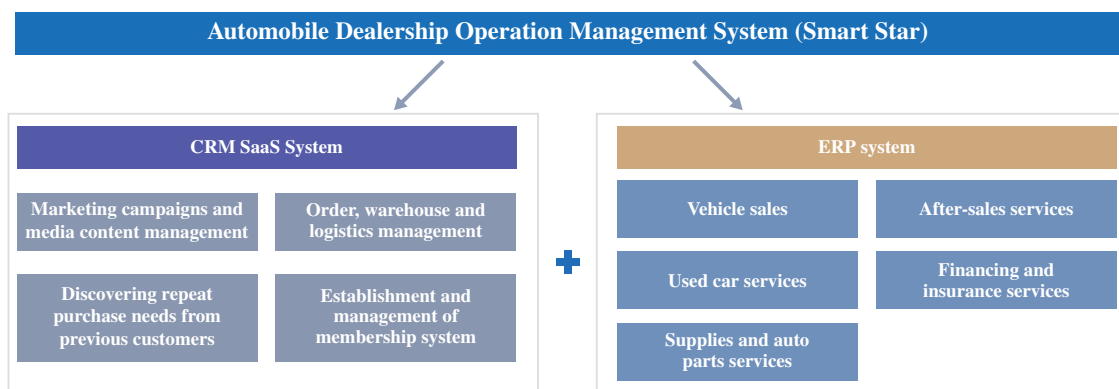 Automobile Dealership Operation Management System (Smart Star)
CRM SaaS System
Marketing campaigns and
media content management
Order, warehouse and
logistics management
Discovering repeat
purchase needs from
previous customers
Establishment and
management of
membership system
ERP system
Vehicle sales
After-sales services
Used car services
Financing and
insurance services
Supplies and auto
parts services